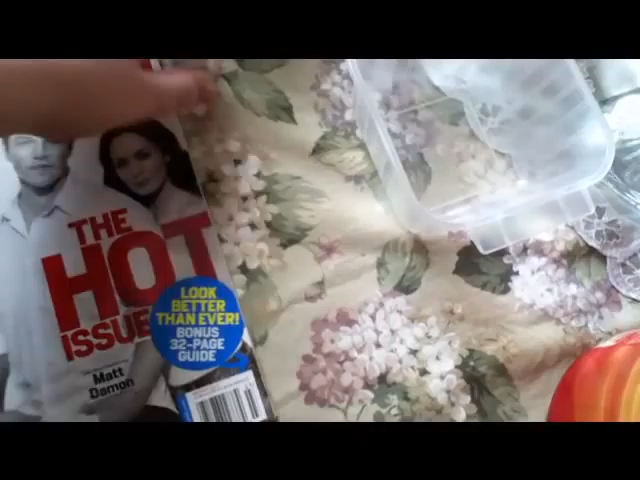 THE
HOT
ISSUE
Matt
Damon
LOOK
BETTER
THAN EVER!
BONUS
32-PAGE
GUIDE